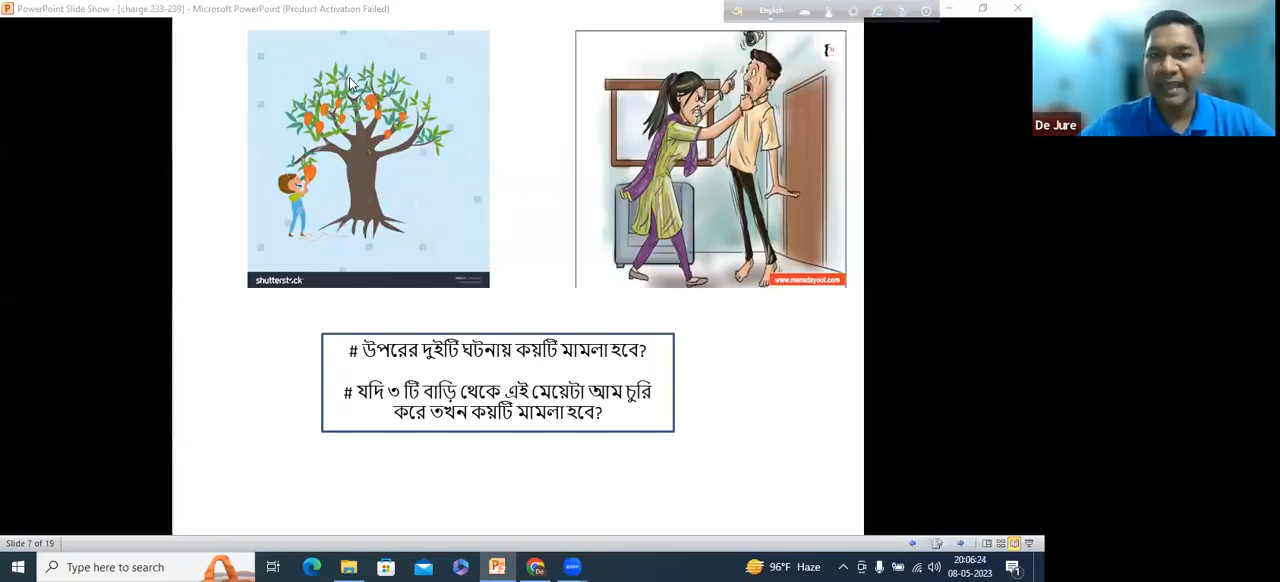 PowerPoint Slide Show - [charge 233-239] - Microsoft PowerPoint (Product Activation Failed)
English
De Jure
shutterstock
www.mensdayout.com
# উপরের দুইটি ঘটনায় কয়টি মামলা হবে?
# যদি ৩ টি বাড়ি থেকে এই মেয়েটা আম চুরি
করে তখন কয়টি মামলা হবে?
Slide 7 of 19
Type here to search
96°F Haze
20:06:24
08-05-2023